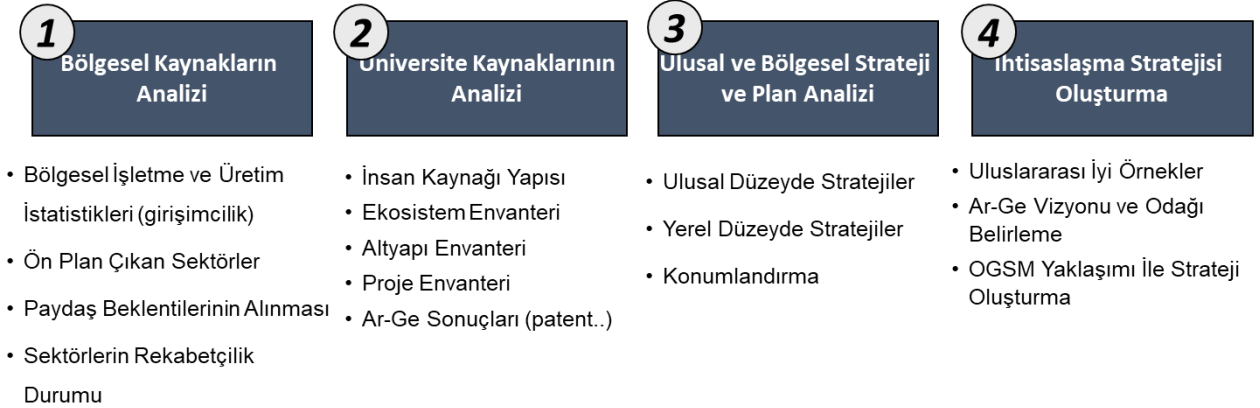 1
Bölgesel Kaynakların
Analizi
• Bölgesel İşletme ve Üretim
İstatistikleri (girişimcilik)
• Ön Plan Çıkan Sektörler
• Paydaş Beklentilerinin Alınması
• Sektörlerin Rekabetçilik
Durumu
2
Universite Kaynaklarının
Analizi
• İnsan Kaynağı Yapısı
• Ekosistem Envanteri
• Altyapı Envanteri
• Proje Envanteri
• Ar-Ge Sonuçları (patent..)
3
Ulusal ve Bölgesel Strateji
ve Plan Analizi
• Ulusal Düzeyde Stratejiler
• Yerel Düzeyde Stratejiler
• Konumlandırma
4
İhtisaslaşma Stratejisi
Oluşturma
• Uluslararası İyi Örnekler
• Ar-Ge Vizyonu ve Odağı
Belirleme
• OGSM Yaklaşımı İle Strateji
Oluşturma